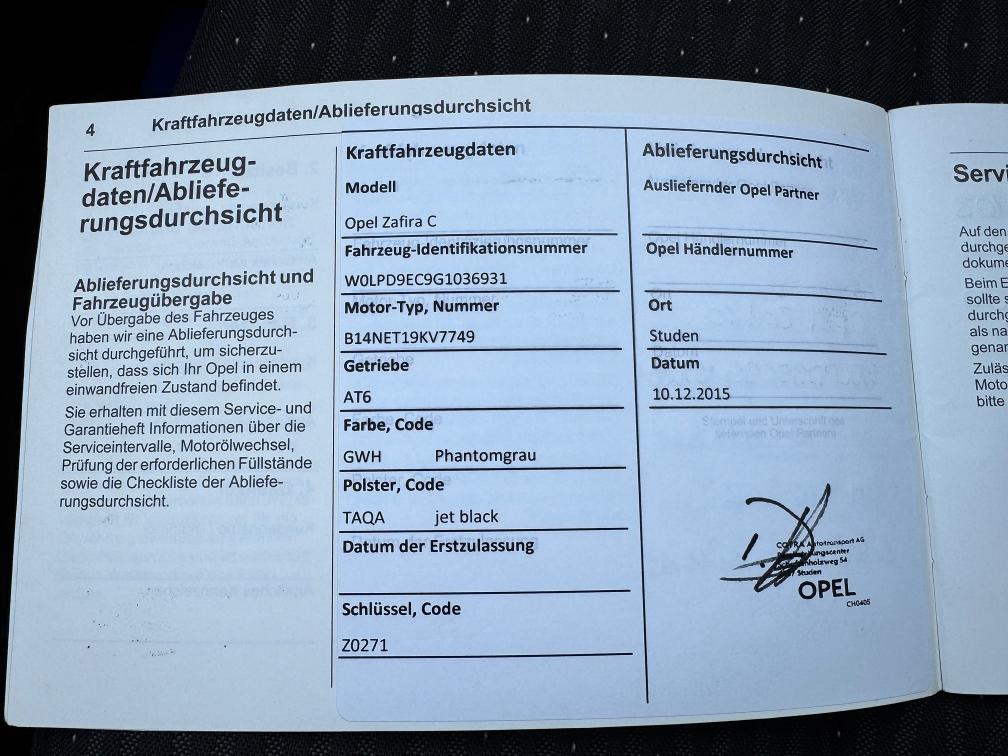 4 Kraftfahrzeugdaten/Ablieferungsdurchsicht
Kraftfahrzeug-
daten/Abliefe-
rungsdurchsicht
Ablieferungsdurchsicht und
Fahrzeugübergabe
Vor Übergabe des Fahrzeuges
haben wir eine Ablieferungsdurch-
sicht durchgeführt, um sicherzu-
stellen, dass sich Ihr Opel in einem
einwandfreien Zustand befindet.
Sie erhalten mit diesem Service- und
Garantieheft Informationen über die
Serviceintervalle, Motorölwechsel,
Prüfung der erforderlichen Füllstände
sowie die Checkliste der Abliefe-
rungsdurchsicht.
Kraftfahrzeugdaten
Modell
Opel Zafira C
Fahrzeug-Identifikationsnummer
W0LPD9EC9G1036931
Motor-Typ, Nummer
B14NET19KV7749
Getriebe
AT6
Farbe, Code
GWH Phantomgrau
Polster, Code
TAQA jet black
Datum der Erstzulassung
Schlüssel, Code
Z0271
Ablieferungsdurchsicht
Ausliefernder Opel Partner
Opel Händlernummer
Ort
Studen
Datum
10.12.2015
Autotransport AG
Studen
OPEL
CH0405
Servi
Auf den
durchge
dokume
Beim E
sollte s
durchg
als na
genan
Zuläs
Moto
bitte